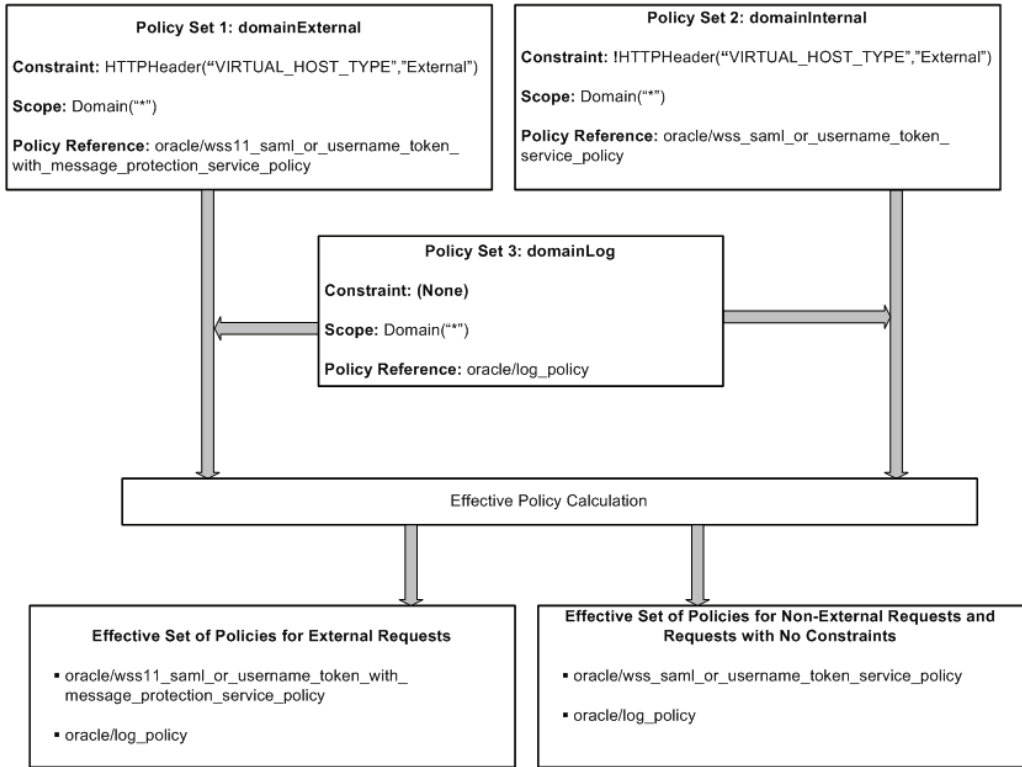 Policy Set 1: domainExternal
Constraint: HTTPHeader(“VIRTUAL_HOST_TYPE”,”External”)
Scope: Domain(“*”)
Policy Reference: oracle/wss11_saml_or_username_token_
with_message_protection_service_policy
Policy Set 2: domainInternal
Constraint: !HTTPHeader(“VIRTUAL_HOST_TYPE”,”External”)
Scope: Domain(“*”)
Policy Reference: oracle/wss_saml_or_username_token_
service_policy
Policy Set 3: domainLog
Constraint: (None)
Scope: Domain(“*”)
Policy Reference: oracle/log_policy
Effective Policy Calculation
Effective Set of Policies for External Requests
▪ oracle/wss11_saml_or_username_token_with_
message_protection_service_policy
▪ oracle/log_policy
Effective Set of Policies for Non-External Requests and
Requests with No Constraints
▪ oracle/wss_saml_or_username_token_service_policy
▪ oracle/log_policy